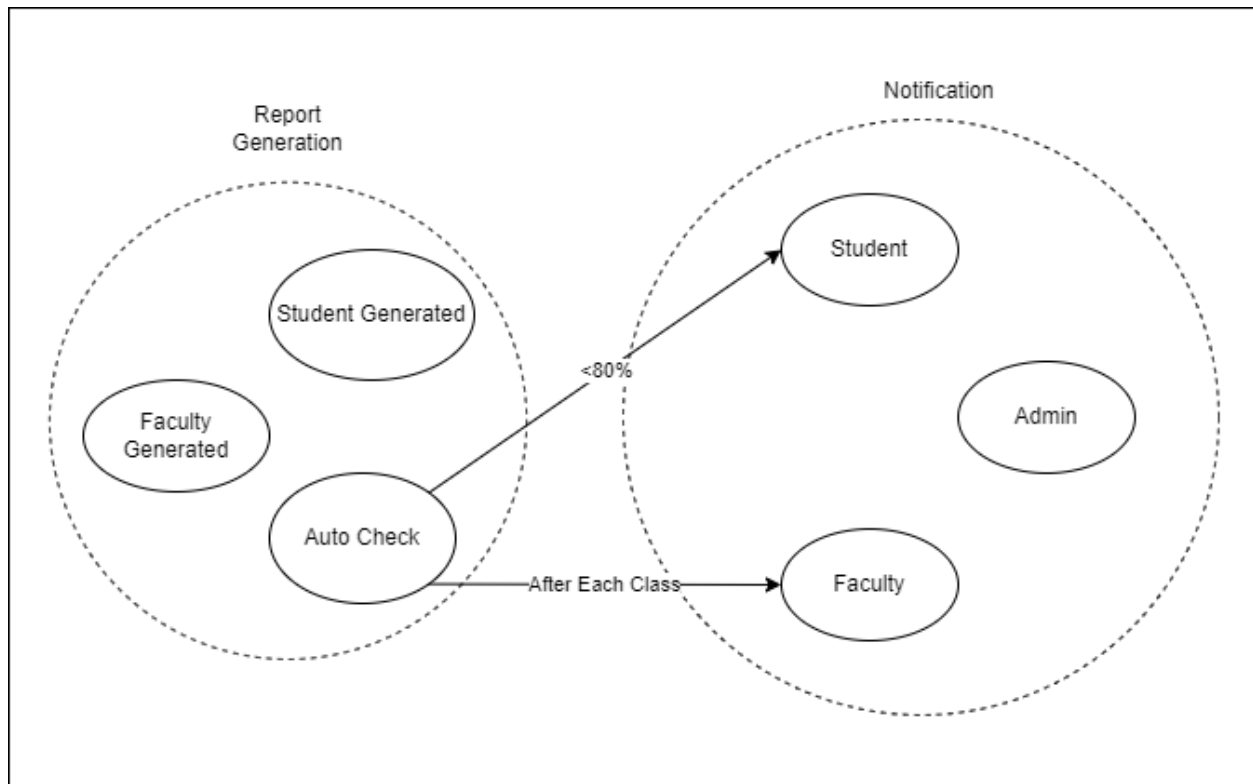 Report
Generation
Notification
Student Generated
Faculty
Generated
Auto Check
<80%
After Each Class
Student
Admin
Faculty